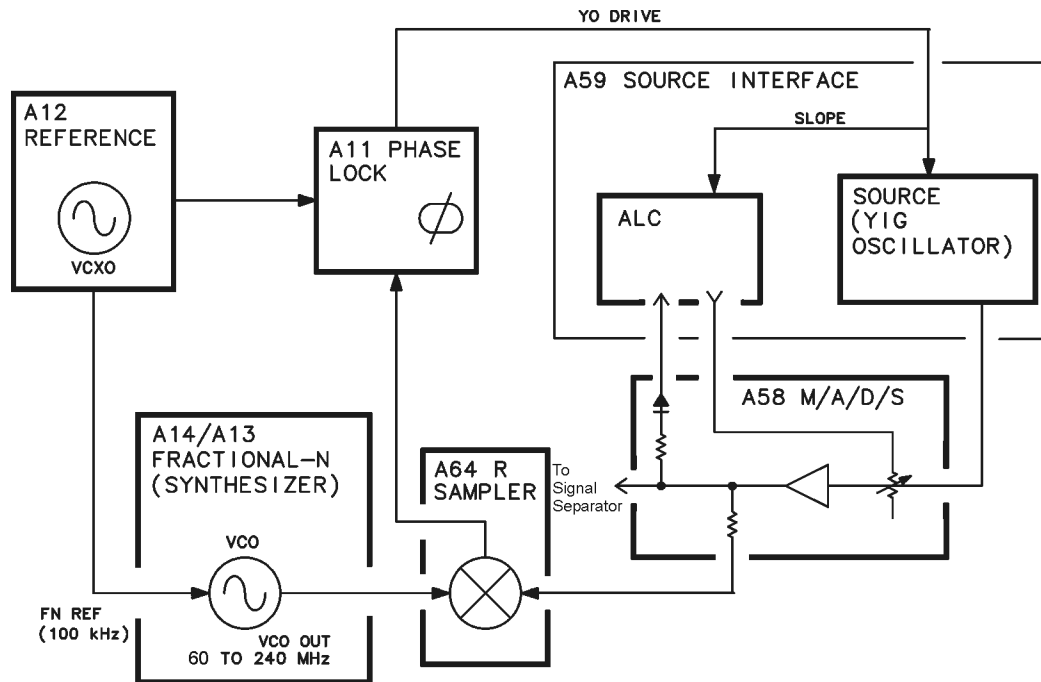 YO DRIVE
A59 SOURCE INTERFACE
A12
REFERENCE
VCXO
A11 PHASE
LOCK
SLOPE
ALC
SOURCE
(YIG
OSCILLATOR)
A58 M/A/D/S
A14/A13
FRACTIONAL-N
(SYNTHESIZER)
A64 R
SAMPLER
To
Signal
Separator
VCO
FN REF
(100 kHz)
VCO OUT
60 TO 240 MHz